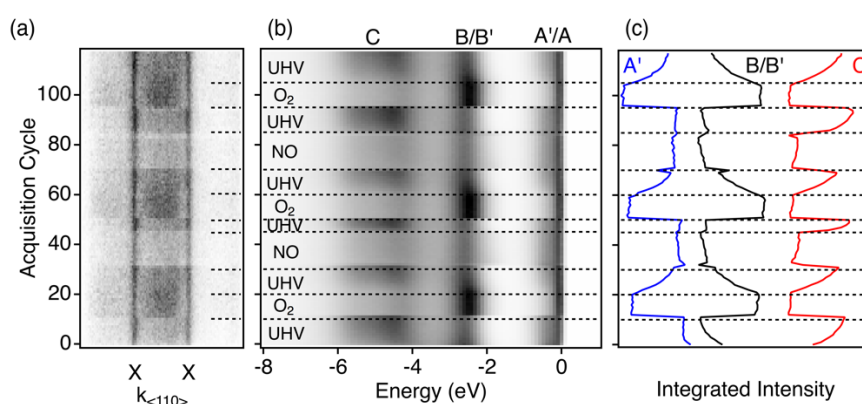 (a)
Acquisition Cycle
100
80
60
40
20
0
X X
k<110>
(b)
C B/B' A'/A
UHV
O2
UHV
NO
UHV
O2
UHV
NO
UHV
O2
UHV
-8 -6 -4 -2 0
Energy (eV)
(c)
A' B/B' C
Integrated Intensity